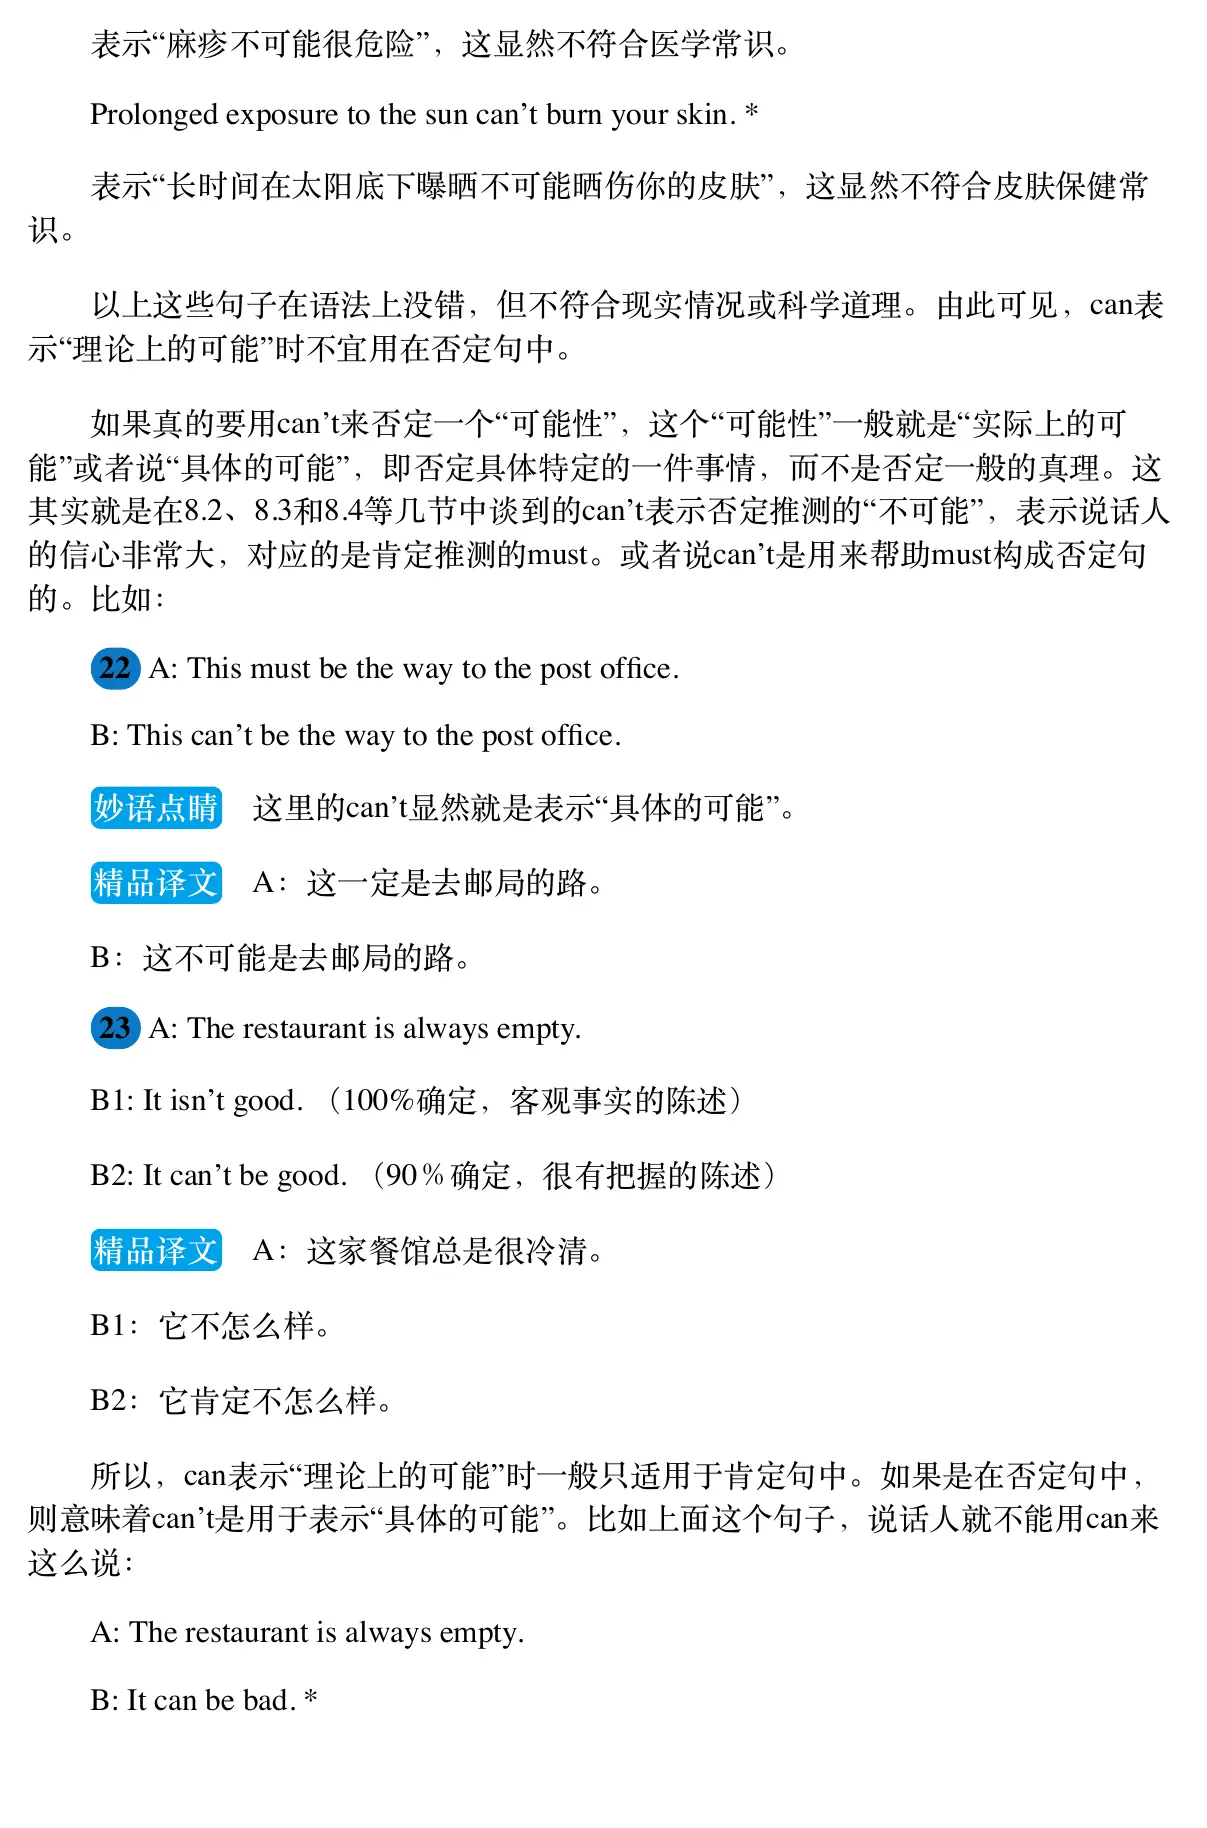 表示“麻疹不可能很危险”，这显然不符合医学常识。
Prolonged exposure to the sun can’t burn your skin. *
表示“长时间在太阳底下曝晒不可能晒伤你的皮肤”，这显然不符合皮肤保健常
识。
以上这些句子在语法上没错，但不符合现实情况或科学道理。由此可见，can表
示“理论上的可能”时不宜用在否定句中。
如果真的要用can’t来否定一个“可能性”，这个“可能性”一般就是“实际上的可
能”或者说“具体的可能”，即否定具体特定的一件事情，而不是否定一般的真理。这
其实就是在8.2、8.3和8.4等几节中谈到的can’t表示否定推测的“不可能”，表示说话人
的信心非常大，对应的是肯定推测的must。或者说can’t是用来帮助must构成否定句
的。比如：
22 A: This must be the way to the post office.
B: This can’t be the way to the post office.
妙语点睛 这里的can’t显然就是表示“具体的可能”。
精品译文 A：这一定是去邮局的路。
B：这不可能是去邮局的路。
23 A: The restaurant is always empty.
B1: It isn’t good.（100%确定，客观事实的陈述）
B2: It can’t be good.（90％确定，很有把握的陈述）
精品译文 A：这家餐馆总是很冷清。
B1：它不怎么样。
B2：它肯定不怎么样。
所以，can表示“理论上的可能”时一般只适用于肯定句中。如果是在否定句中，
则意味着can’t是用于表示“具体的可能”。比如上面这个句子，说话人就不能用can来
这么说：
A: The restaurant is always empty.
B: It can be bad. *